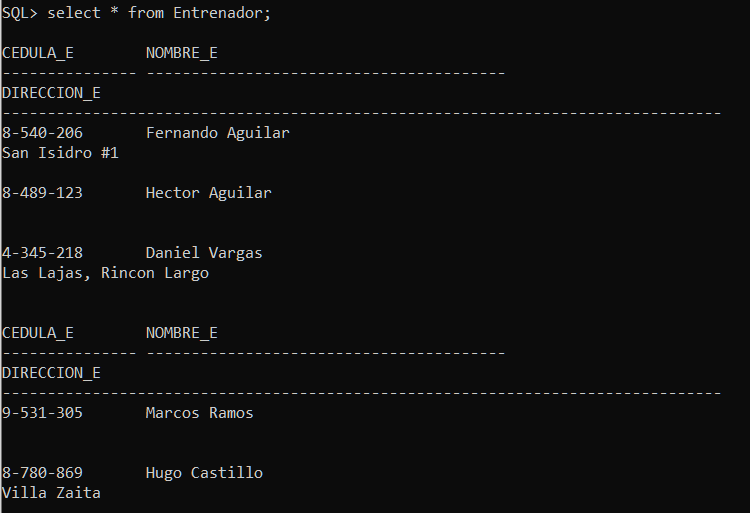 SQL> select * from Entrenador;
CEDULA_E        NOMBRE_E
--------------- ----------------------------------------
DIRECCION_E
--------------------------------------------------------------------------------
8-540-206       Fernando Aguilar
San Isidro #1
8-489-123       Hector Aguilar
4-345-218       Daniel Vargas
Las Lajas, Rincon Largo
CEDULA_E        NOMBRE_E
--------------- ----------------------------------------
DIRECCION_E
--------------------------------------------------------------------------------
9-531-305       Marcos Ramos
8-780-869       Hugo Castillo
Villa Zaita